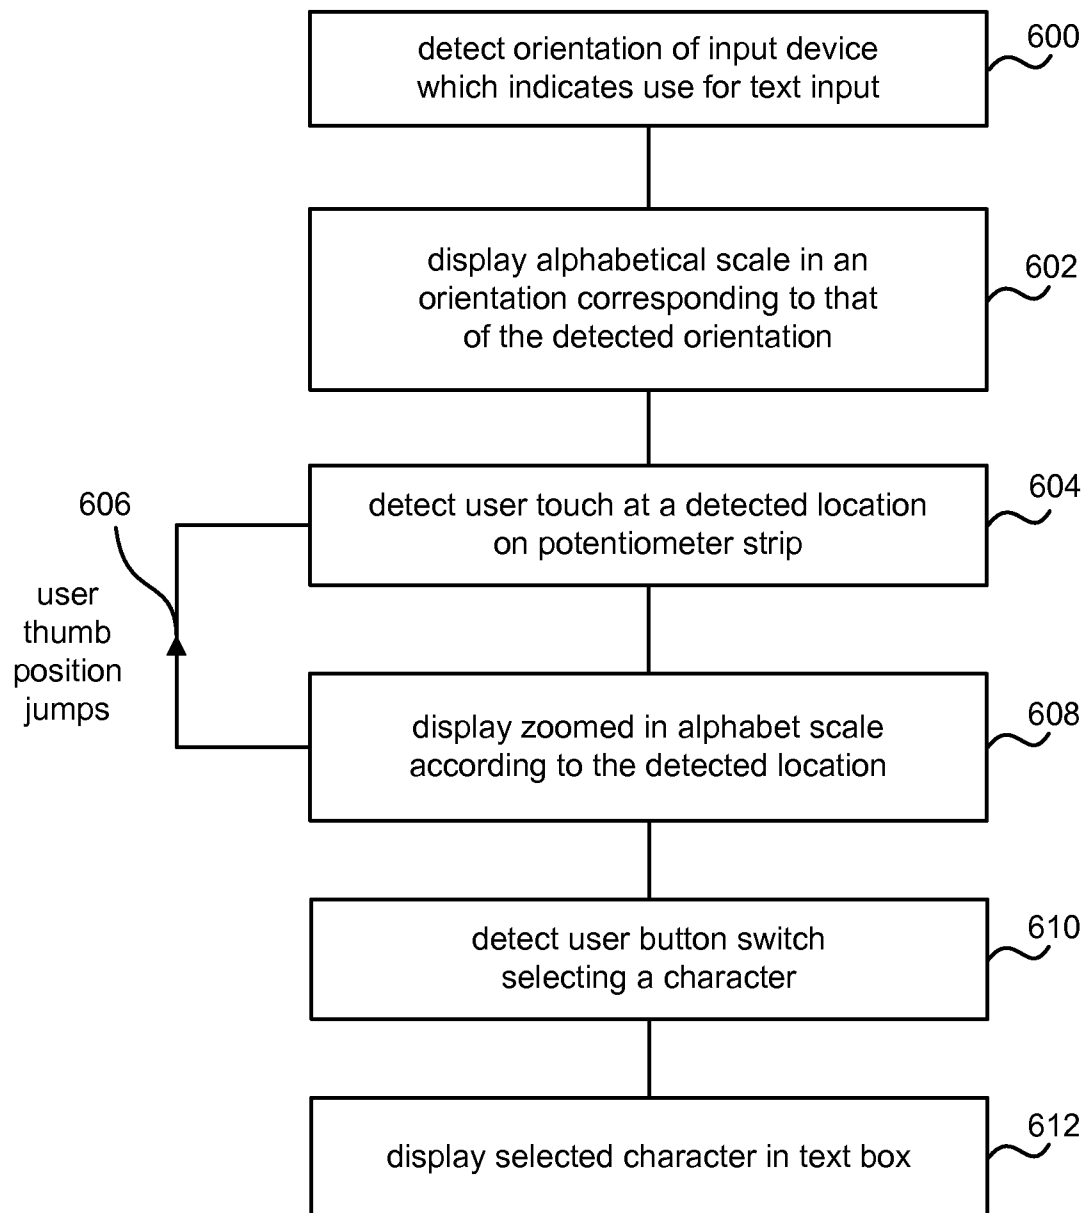 600
detect orientation of input device
which indicates use for text input
602
display alphabetical scale in an
orientation corresponding to that
of the detected orientation
604
detect user touch at a detected location
on potentiometer strip
606
user
thumb
position
jumps
608
display zoomed in alphabet scale
according to the detected location
610
detect user button switch
selecting a character
612
display selected character in text box